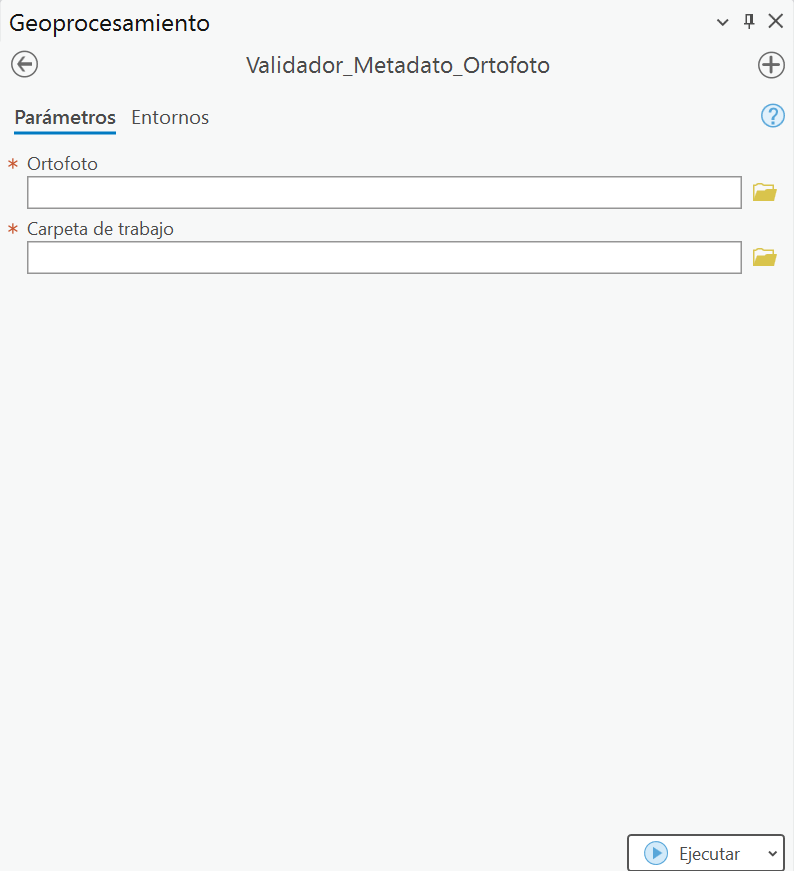 Geoprocesamiento
Validador_Metadato_Ortofoto
Parámetros Entornos
* Ortofoto
* Carpeta de trabajo
Ejecutar